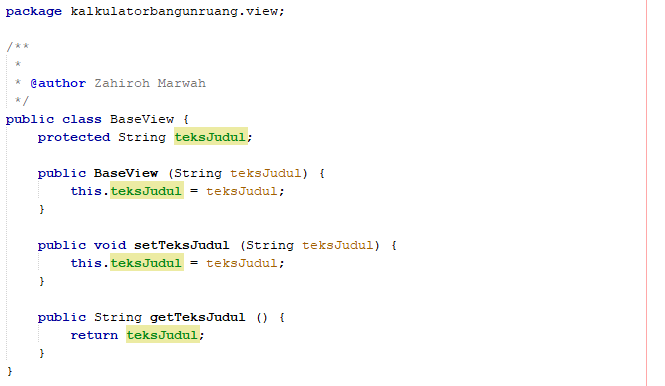 package kalkulatorbangunruang.view;
/**
 *
 * @author Zahiroh Marwah
 */
public class BaseView {
    protected String teksJudul;
    public BaseView (String teksJudul) {
        this.teksJudul = teksJudul;
    }
    public void setTeksJudul (String teksJudul) {
        this.teksJudul = teksJudul;
    }
    public String getTeksJudul () {
        return teksJudul;
    }
}